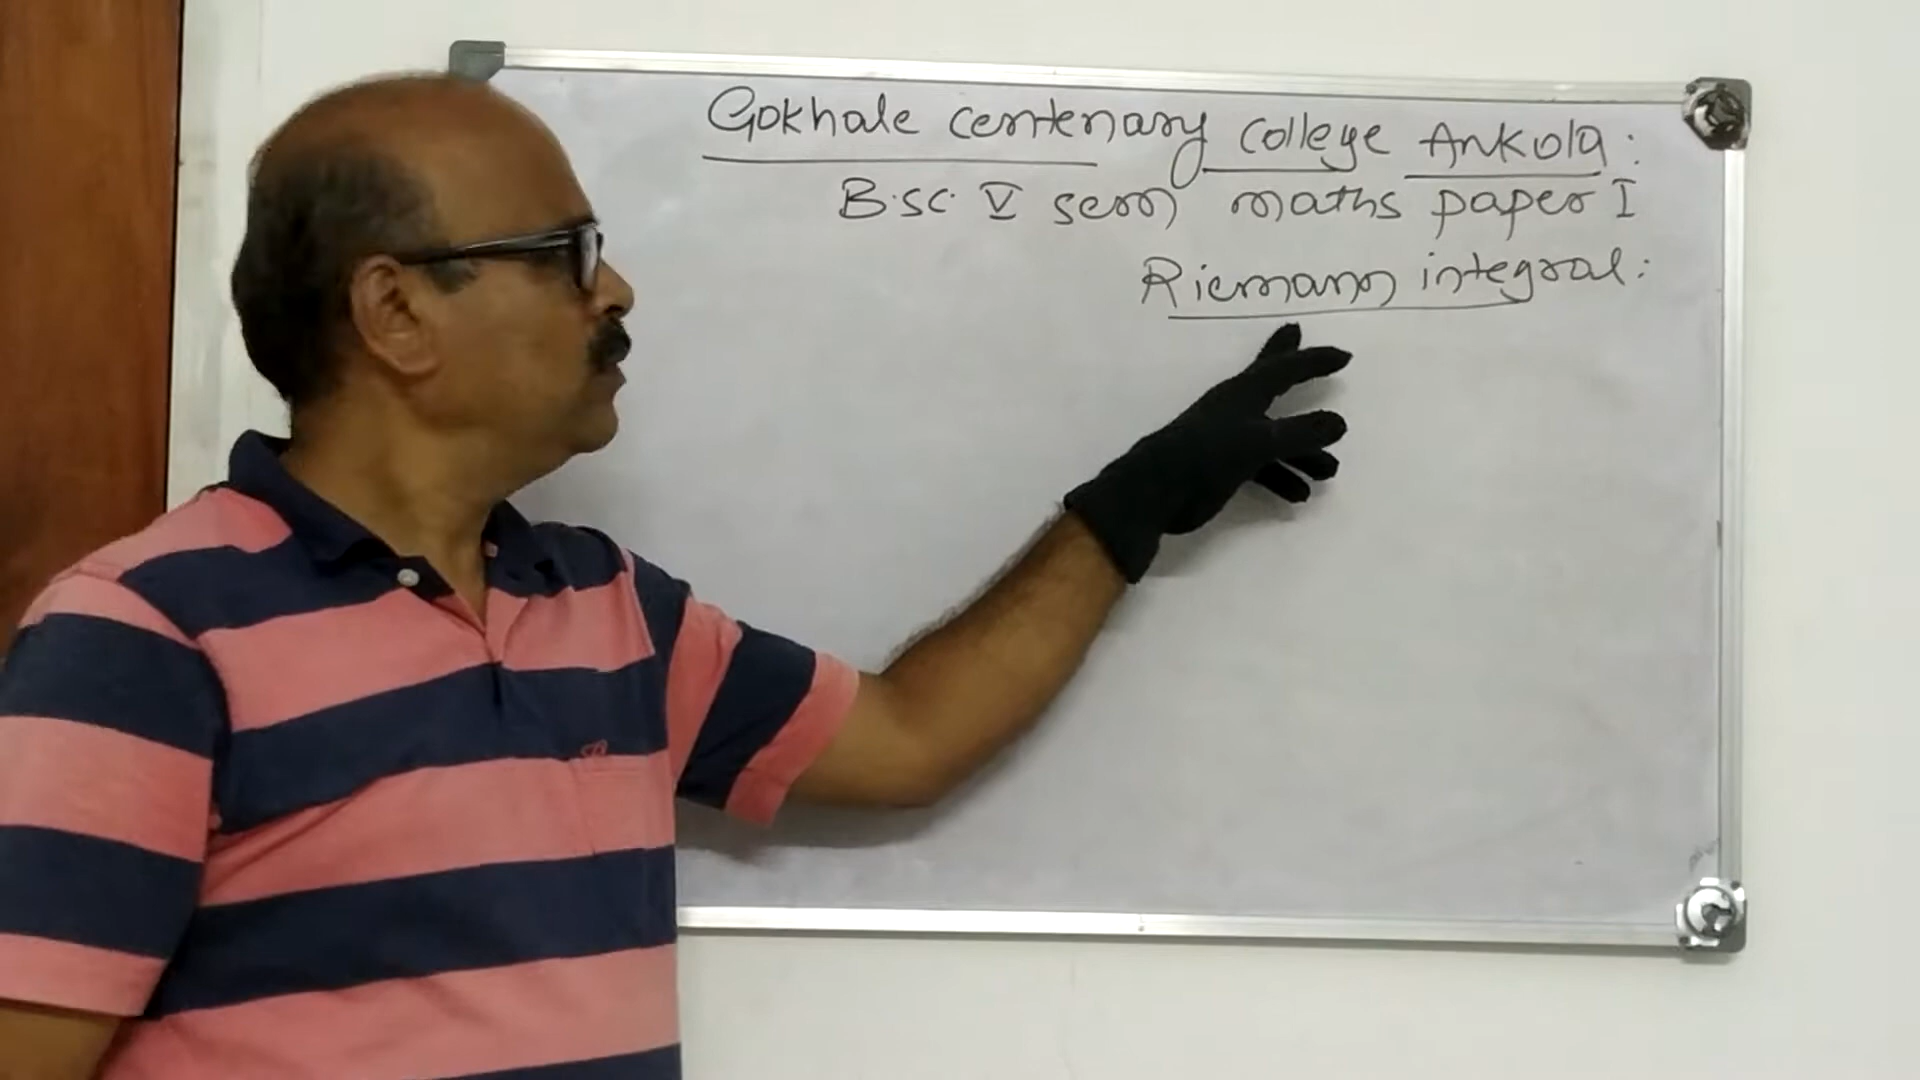 Gokhale centenary college Ankola:
B.sc. V sem maths paper I
Riemann integral: